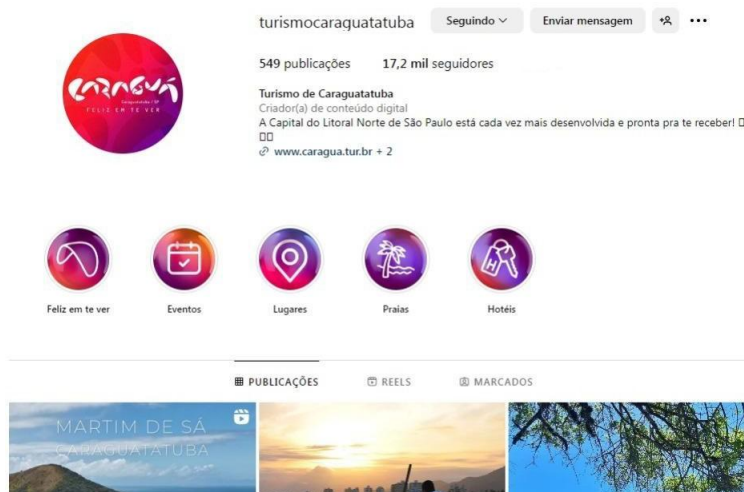 turismocaraguatatuba Seguindo Enviar mensagem
549 publicações 17,2 mil seguidores
CARAGUÁ
Caraguatatuba / SP
FELIZ EM TE VER
Turismo de Caraguatatuba
Criador(a) de conteúdo digital
A Capital do Litoral Norte de São Paulo está cada vez mais desenvolvida e pronta pra te receber!
www.caragua.tur.br + 2
H
Feliz em te ver Eventos Lugares Praias Hotéis
PUBLICAÇÕES REELS MARCADOS
MARTIM DE SÁ
CARAGUATATUBA